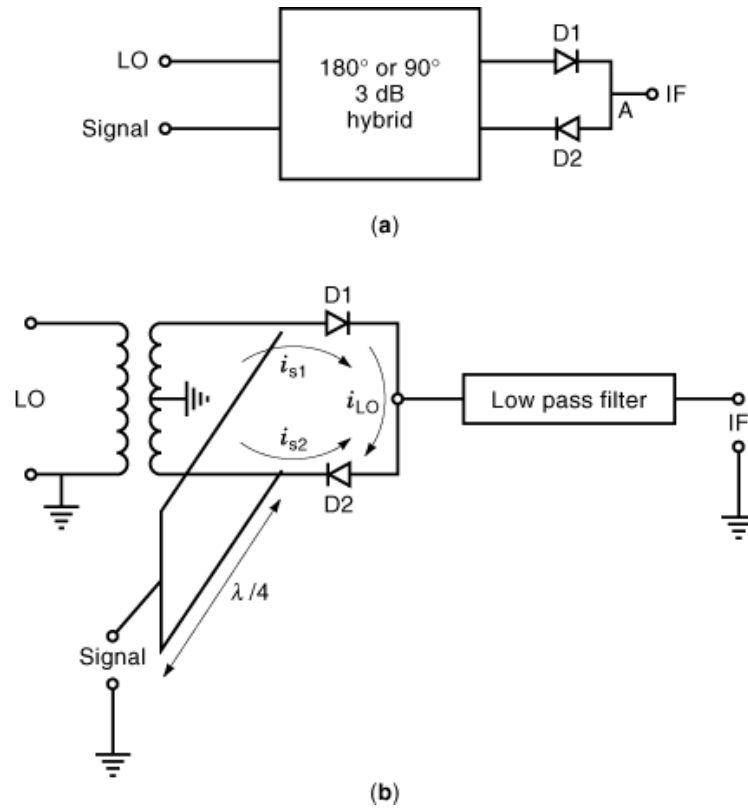 LO
Signal
180° or 90°
3 dB
hybrid
D1
D2
A
IF
(a)
LO
D1
i_s1
i_LO
i_s2
D2
Low pass filter
IF
λ/4
Signal
(b)